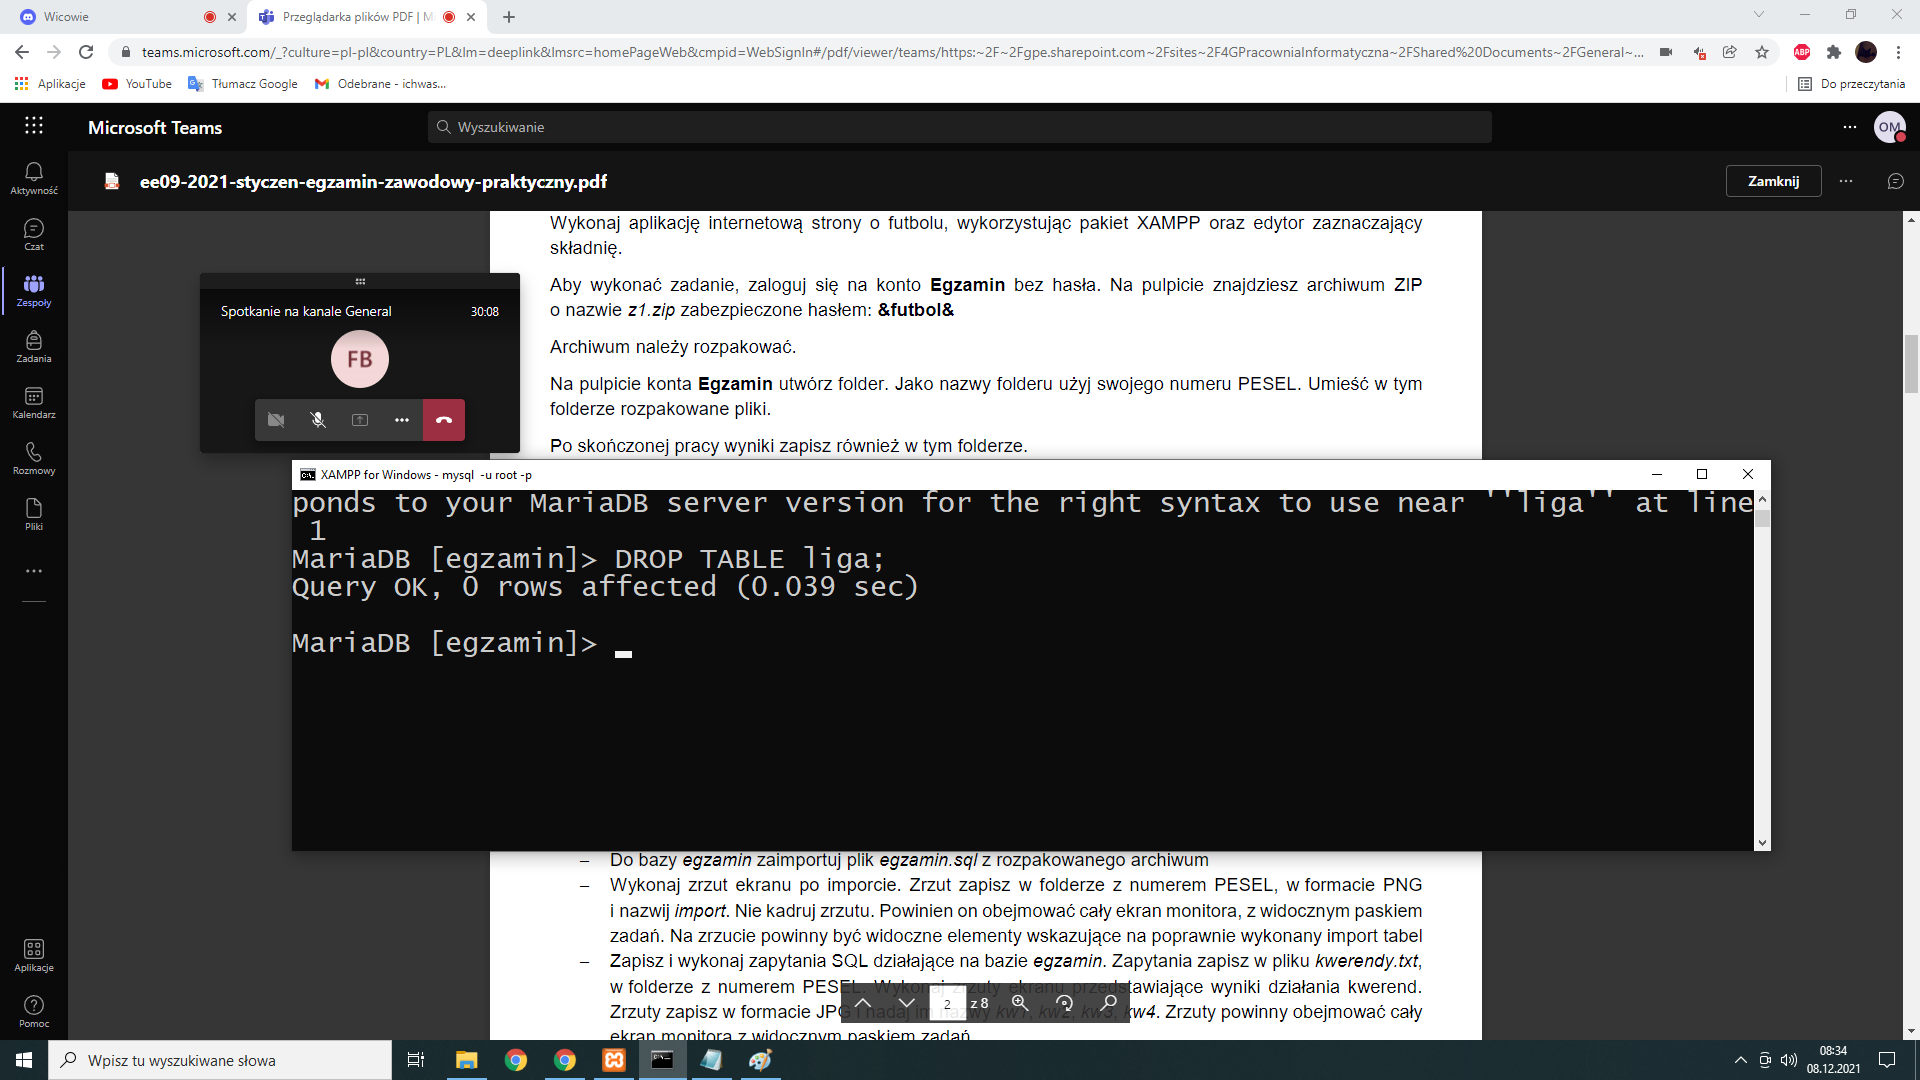 Wicowie
Przeglądarka plików PDF | M
teams.microsoft.com/_?culture=pl-pl&country=PL&lm=deeplink&lmsrc=homePageWeb&cmpid=WebSignIn#/pdf/viewer/teams/https:~2F~2Fgpe.sharepoint.com~2Fsites~2F4GPracowniaInformatyczna~2FShared%20Documents~2FGeneral~...
ABP
Aplikacje YouTube Tłumacz Google Odebrane - ichwas... Do przeczytania
Microsoft Teams
Wyszukiwanie
OM
Aktywność
Czat
Zespoły
Zadania
Kalendarz
Rozmowy
Pliki
Aplikacje
Pomoc
ee09-2021-styczen-egzamin-zawodowy-praktyczny.pdf
Zamknij
Wykonaj aplikację internetową strony o futbolu, wykorzystując pakiet XAMPP oraz edytor zaznaczający
składnię.
Aby wykonać zadanie, zaloguj się na konto Egzamin bez hasła. Na pulpicie znajdziesz archiwum ZIP
o nazwie z1.zip zabezpieczone hasłem: &futbol&
Archiwum należy rozpakować.
Na pulpicie konta Egzamin utwórz folder. Jako nazwy folderu użyj swojego numeru PESEL. Umieść w tym
folderze rozpakowane pliki.
Po skończonej pracy wyniki zapisz również w tym folderze.
Spotkanie na kanale General 30:08
FB
XAMPP for Windows - mysql -u root -p
ponds to your MariaDB server version for the right syntax to use near ''liga'' at line
1
MariaDB [egzamin]> DROP TABLE liga;
Query OK, 0 rows affected (0.039 sec)
MariaDB [egzamin]> _
– Do bazy egzamin zaimportuj plik egzamin.sql z rozpakowanego archiwum
– Wykonaj zrzut ekranu po imporcie. Zrzut zapisz w folderze z numerem PESEL, w formacie PNG
i nazwij import. Nie kadruj zrzutu. Powinien on obejmować cały ekran monitora, z widocznym paskiem
zadań. Na zrzucie powinny być widoczne elementy wskazujące na poprawnie wykonany import tabel
– Zapisz i wykonaj zapytania SQL działające na bazie egzamin. Zapytania zapisz w pliku kwerendy.txt,
w folderze z numerem PESEL. Wykonaj zrzuty ekranu przedstawiające wyniki działania kwerend.
Zrzuty zapisz w formacie JPG i nadaj im nazwy kw1, kw2, kw3, kw4. Zrzuty powinny obejmować cały
ekran monitora z widocznym paskiem zadań
2 z 8
Wpisz tu wyszukiwane słowa
08:34
08.12.2021